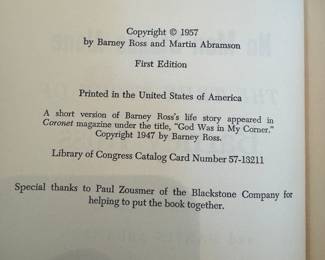 Copyright © 1957
by Barney Ross and Martin Abramson
First Edition
Printed in the United States of America
A short version of Barney Ross's life story appeared in
Coronet magazine under the title, "God Was in My Corner."
Copyright 1947 by Barney Ross.
Library of Congress Catalog Card Number 57-13211
Special thanks to Paul Zousmer of the Blackstone Company for
helping to put the book together.